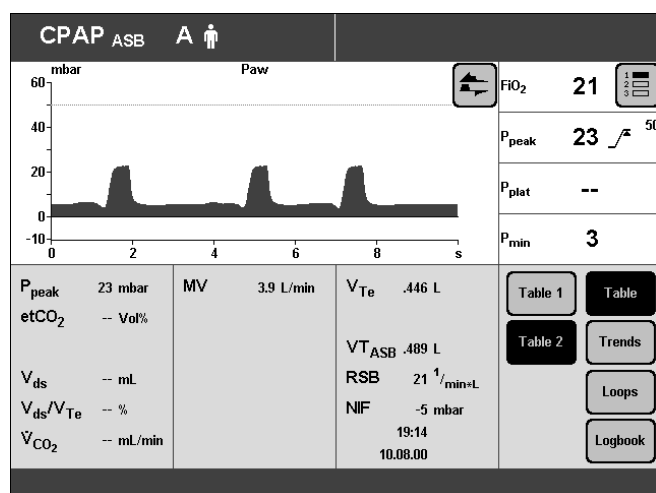 CPAP ASB A
mbar Paw
60
40
20
0
-10
0 2 4 6 8 s
FiO2 21
1
2
3
Ppeak 23 50
Pplat --
Pmin 3
Ppeak 23 mbar
etCO2 -- Vol%
Vds -- mL
Vds/VTe -- %
V̇CO2 -- mL/min
MV 3.9 L/min
VTe .446 L
VTASB .489 L
RSB 21 1/min*L
NIF -5 mbar
19:14
10.08.00
Table 1 Table
Table 2 Trends
Loops
Logbook